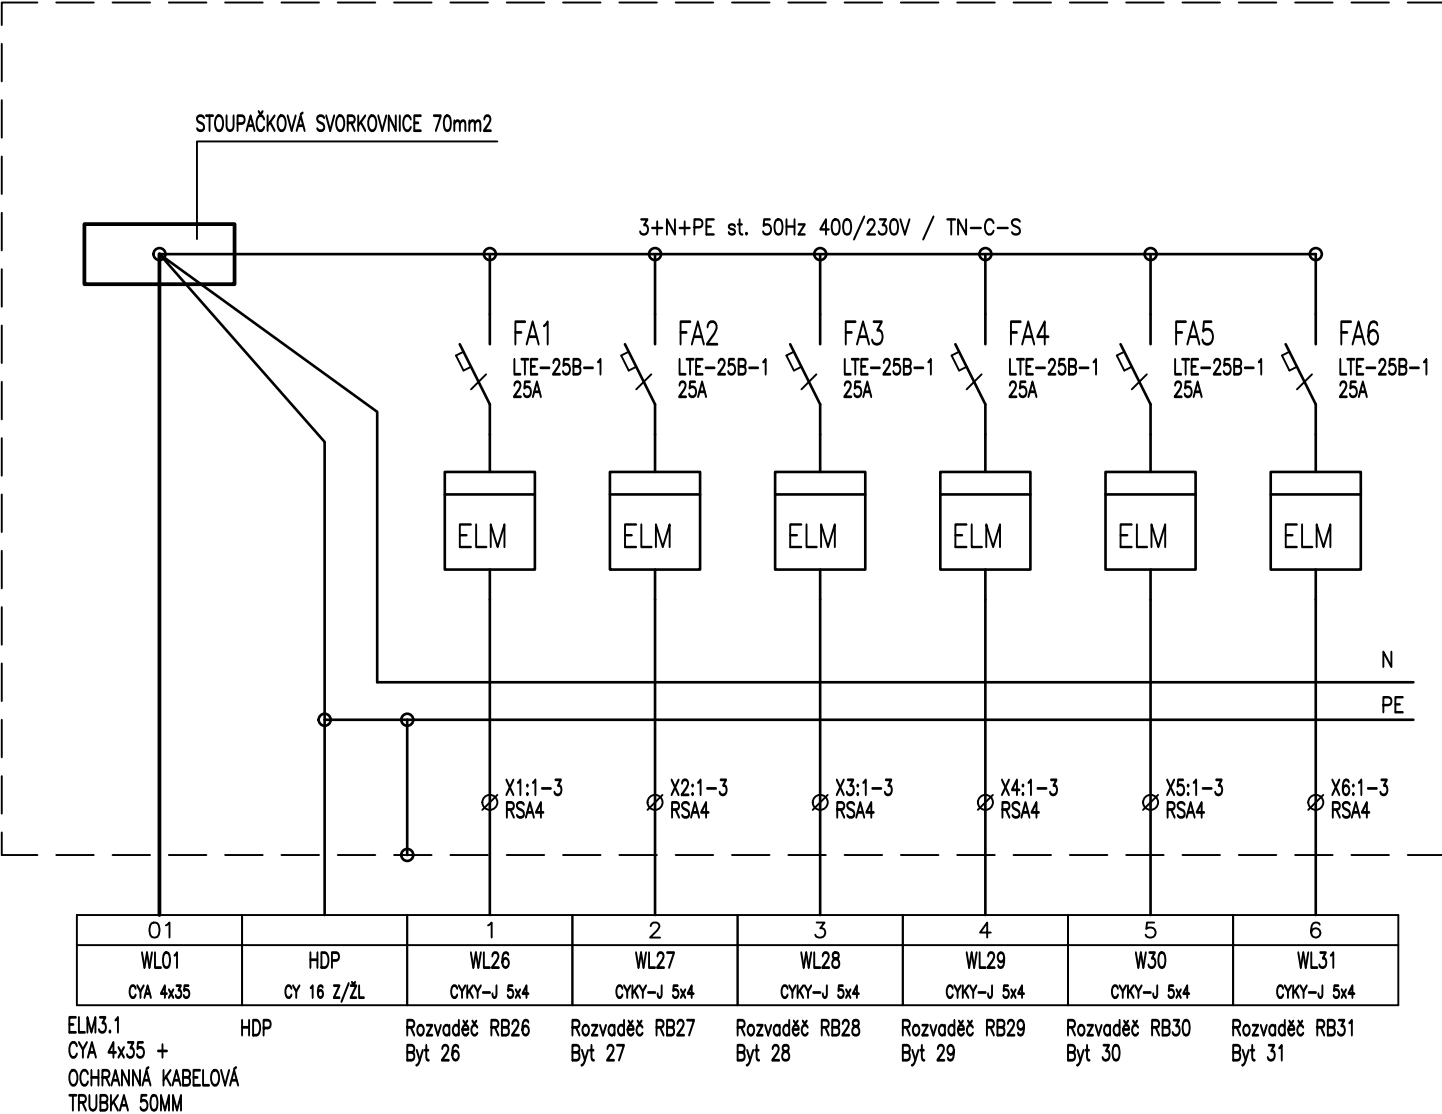 STOUPAČKOVÁ SVORKOVNICE 70mm2
3+N+PE st. 50Hz 400/230V / TN-C-S
FA1
LTE-25B-1
25A
FA2
LTE-25B-1
25A
FA3
LTE-25B-1
25A
FA4
LTE-25B-1
25A
FA5
LTE-25B-1
25A
FA6
LTE-25B-1
25A
ELM
ELM
ELM
ELM
ELM
ELM
N
PE
X1:1-3
RSA4
X2:1-3
RSA4
X3:1-3
RSA4
X4:1-3
RSA4
X5:1-3
RSA4
X6:1-3
RSA4
01 1 2 3 4 5 6
WL01 HDP WL26 WL27 WL28 WL29 W30 WL31
CYA 4x35 CY 16 Z/ŽL CYKY-J 5x4 CYKY-J 5x4 CYKY-J 5x4 CYKY-J 5x4 CYKY-J 5x4 CYKY-J 5x4
ELM3.1
CYA 4x35 +
OCHRANNÁ KABELOVÁ
TRUBKA 50MM
HDP
Rozvaděč RB26
Byt 26
Rozvaděč RB27
Byt 27
Rozvaděč RB28
Byt 28
Rozvaděč RB29
Byt 29
Rozvaděč RB30
Byt 30
Rozvaděč RB31
Byt 31